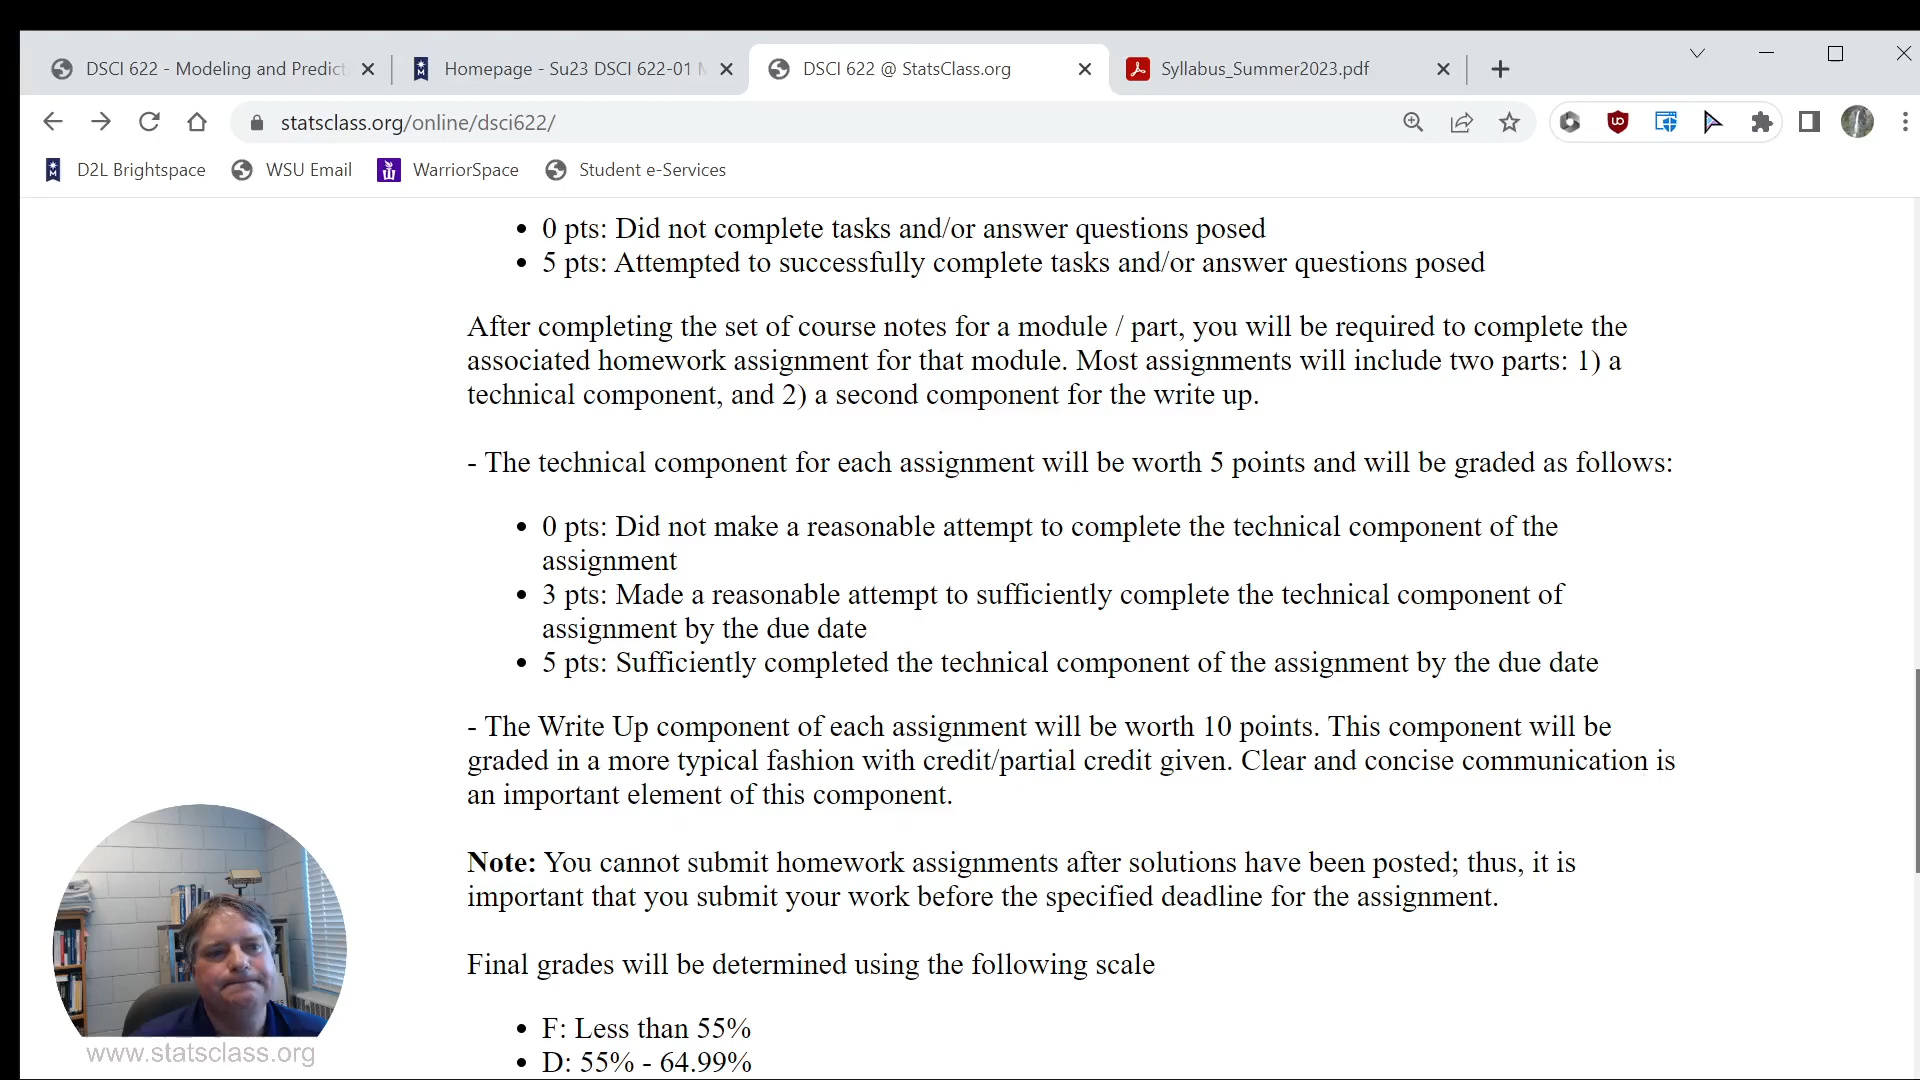 DSCI 622 - Modeling and Predict
Homepage - Su23 DSCI 622-01 M
DSCI 622 @ StatsClass.org
Syllabus_Summer2023.pdf
statsclass.org/online/dsci622/
D2L Brightspace
WSU Email
WarriorSpace
Student e-Services
• 0 pts: Did not complete tasks and/or answer questions posed
• 5 pts: Attempted to successfully complete tasks and/or answer questions posed
After completing the set of course notes for a module / part, you will be required to complete the
associated homework assignment for that module. Most assignments will include two parts: 1) a
technical component, and 2) a second component for the write up.
- The technical component for each assignment will be worth 5 points and will be graded as follows:
• 0 pts: Did not make a reasonable attempt to complete the technical component of the
assignment
• 3 pts: Made a reasonable attempt to sufficiently complete the technical component of
assignment by the due date
• 5 pts: Sufficiently completed the technical component of the assignment by the due date
- The Write Up component of each assignment will be worth 10 points. This component will be
graded in a more typical fashion with credit/partial credit given. Clear and concise communication is
an important element of this component.
Note: You cannot submit homework assignments after solutions have been posted; thus, it is
important that you submit your work before the specified deadline for the assignment.
Final grades will be determined using the following scale
• F: Less than 55%
• D: 55% - 64.99%
www.statsclass.org